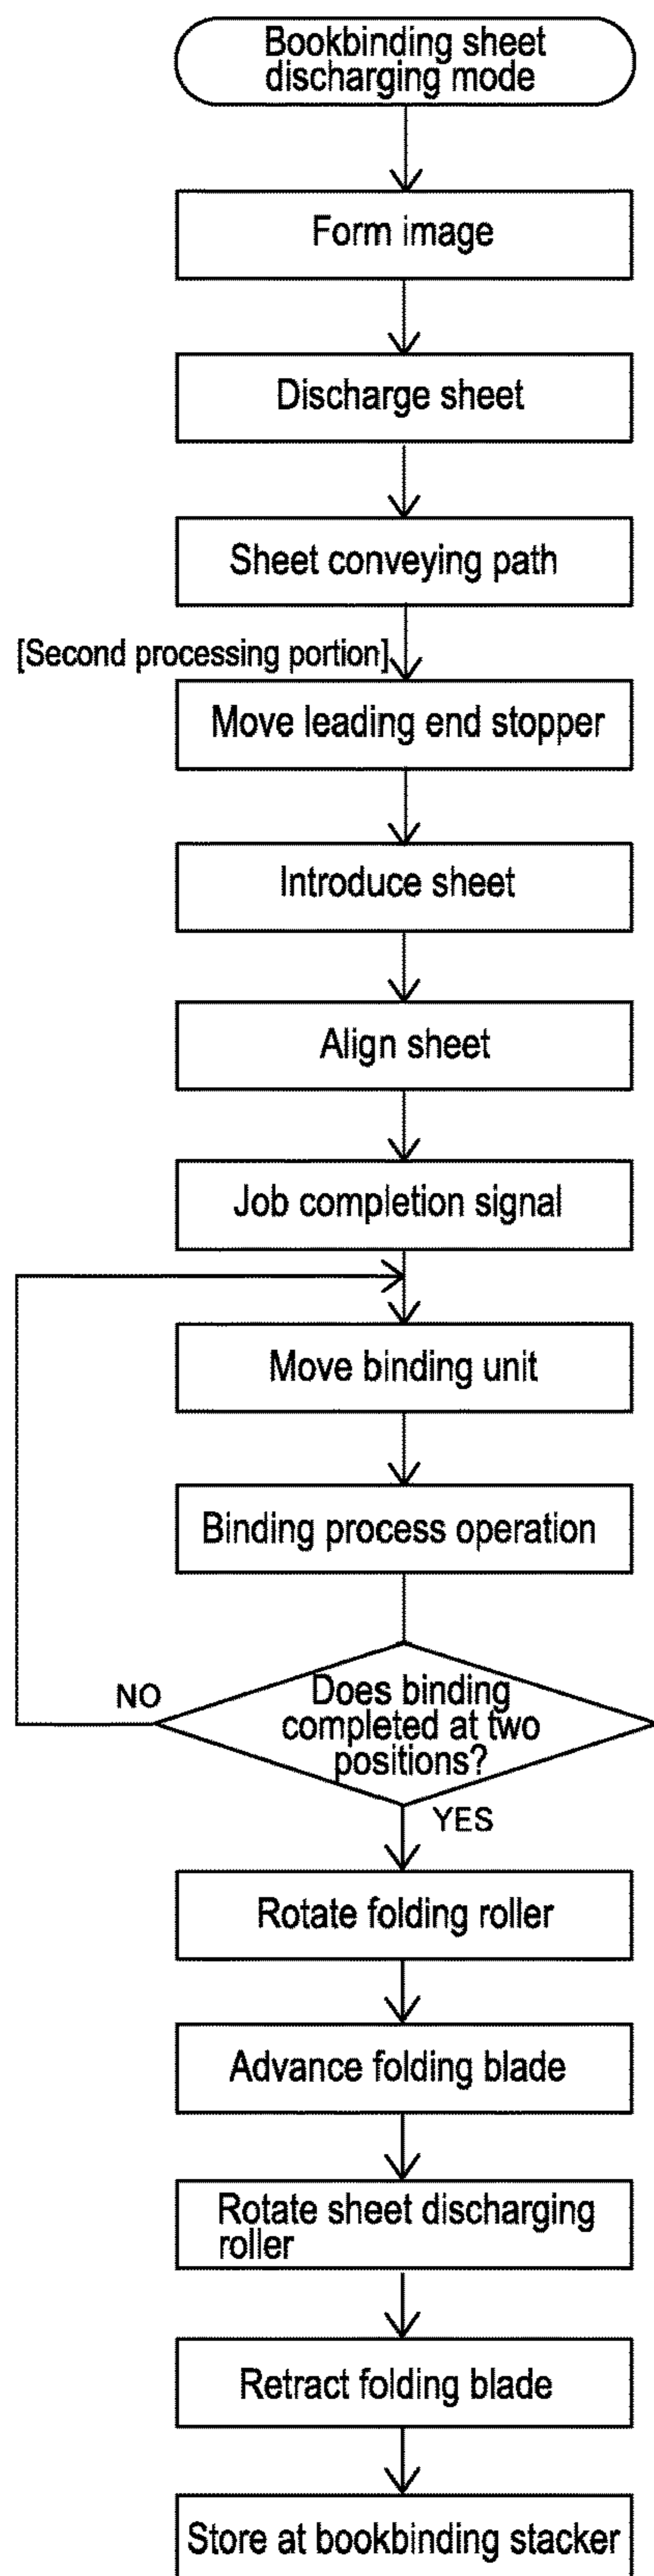 Bookbinding sheet
discharging mode
Form image
Discharge sheet
Sheet conveying path
[Second processing portion]
Move leading end stopper
Introduce sheet
Align sheet
Job completion signal
Move binding unit
Binding process operation
NO
Does binding
completed at two
positions?
YES
Rotate folding roller
Advance folding blade
Rotate sheet discharging
roller
Retract folding blade
Store at bookbinding stacker